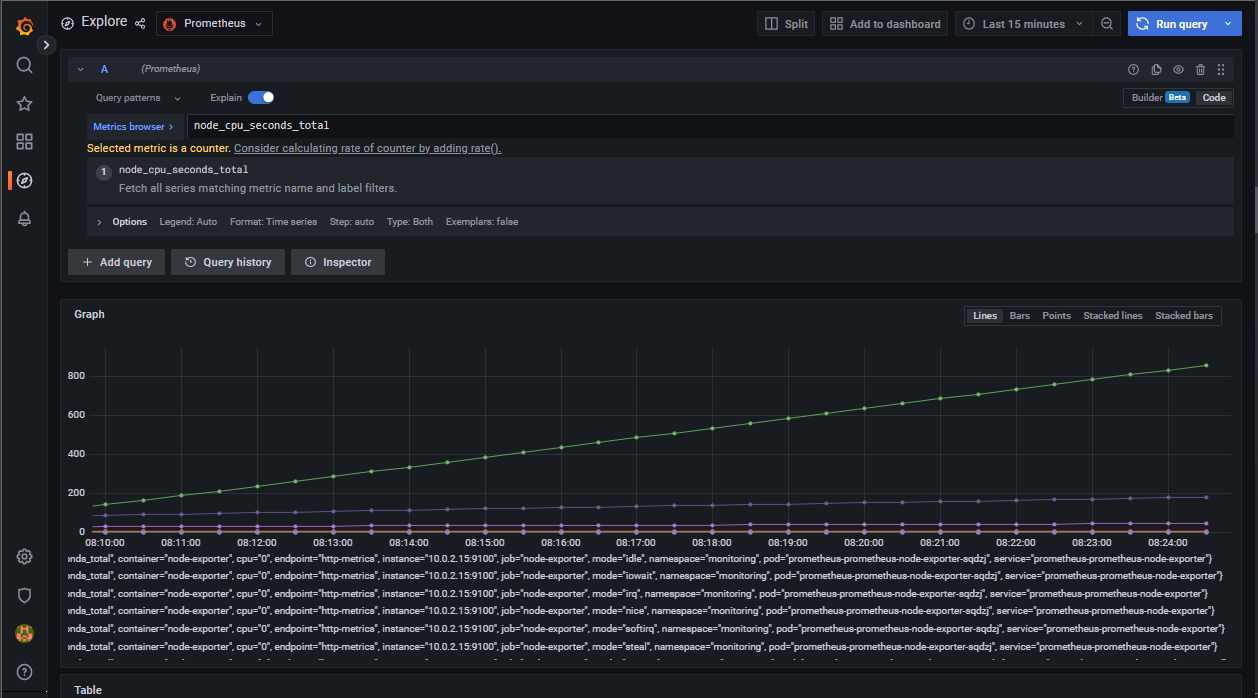 Explore Prometheus Split Add to dashboard Last 15 minutes Run query
A (Prometheus)
Query patterns Explain Builder Beta Code
Metrics browser > node_cpu_seconds_total
Selected metric is a counter. Consider calculating rate of counter by adding rate().
1 node_cpu_seconds_total
Fetch all series matching metric name and label filters.
Options Legend: Auto Format: Time series Step: auto Type: Both Exemplars: false
+ Add query Query history Inspector
Graph Lines Bars Points Stacked lines Stacked bars
800
600
400
200
0
08:10:00 08:11:00 08:12:00 08:13:00 08:14:00 08:15:00 08:16:00 08:17:00 08:18:00 08:19:00 08:20:00 08:21:00 08:22:00 08:23:00 08:24:00
nds_total", container="node-exporter", cpu="0", endpoint="http-metrics", instance="10.0.2.15:9100", job="node-exporter", mode="idle", namespace="monitoring", pod="prometheus-prometheus-node-exporter-sqdzj", service="prometheus-prometheus-node-exporter"}
nds_total", container="node-exporter", cpu="0", endpoint="http-metrics", instance="10.0.2.15:9100", job="node-exporter", mode="iowait", namespace="monitoring", pod="prometheus-prometheus-node-exporter-sqdzj", service="prometheus-prometheus-node-exporter"}
nds_total", container="node-exporter", cpu="0", endpoint="http-metrics", instance="10.0.2.15:9100", job="node-exporter", mode="irq", namespace="monitoring", pod="prometheus-prometheus-node-exporter-sqdzj", service="prometheus-prometheus-node-exporter"}
nds_total", container="node-exporter", cpu="0", endpoint="http-metrics", instance="10.0.2.15:9100", job="node-exporter", mode="nice", namespace="monitoring", pod="prometheus-prometheus-node-exporter-sqdzj", service="prometheus-prometheus-node-exporter"}
nds_total", container="node-exporter", cpu="0", endpoint="http-metrics", instance="10.0.2.15:9100", job="node-exporter", mode="softirq", namespace="monitoring", pod="prometheus-prometheus-node-exporter-sqdzj", service="prometheus-prometheus-node-exporter"}
nds_total", container="node-exporter", cpu="0", endpoint="http-metrics", instance="10.0.2.15:9100", job="node-exporter", mode="steal", namespace="monitoring", pod="prometheus-prometheus-node-exporter-sqdzj", service="prometheus-prometheus-node-exporter"}
Table